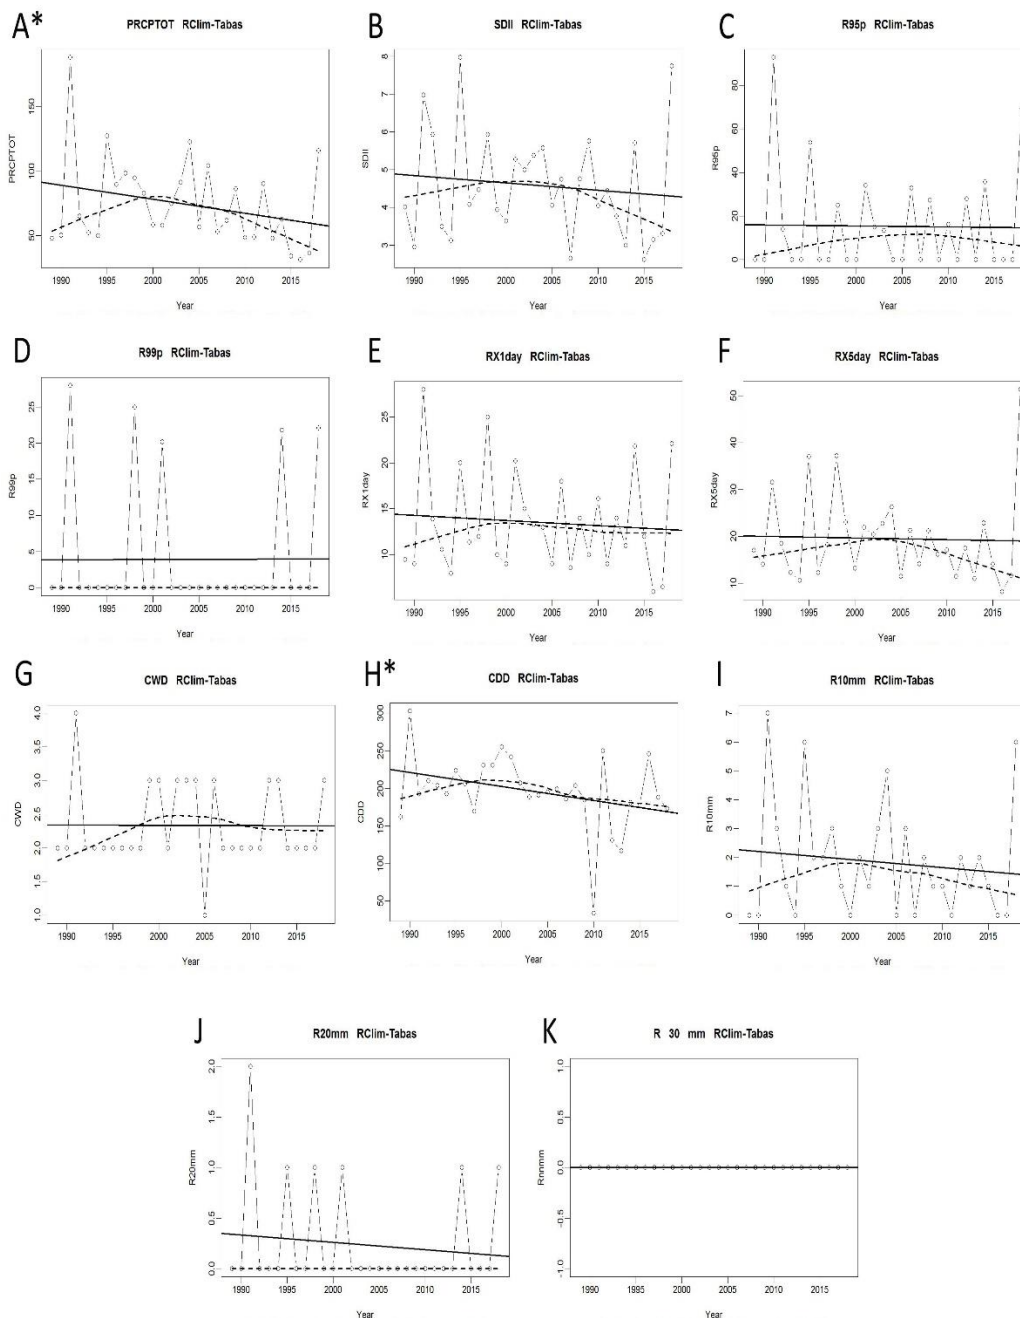 A*
PRCPTOT RClim-Tabas
PRCPTOT
50 100 150
1990 1995 2000 2005 2010 2015
Year
B
SDII RClim-Tabas
SDII
3 4 5 6 7 8
1990 1995 2000 2005 2010 2015
Year
C
R95p RClim-Tabas
R95p
0 20 40 60 80
1990 1995 2000 2005 2010 2015
Year
D
R99p RClim-Tabas
R99p
0 5 10 15 20 25
1990 1995 2000 2005 2010 2015
Year
E
RX1day RClim-Tabas
RX1day
10 15 20 25
1990 1995 2000 2005 2010 2015
Year
F
RX5day RClim-Tabas
RX5day
10 20 30 40 50
1990 1995 2000 2005 2010 2015
Year
G
CWD RClim-Tabas
CWD
1.0 1.5 2.0 2.5 3.0 3.5 4.0
1990 1995 2000 2005 2010 2015
Year
H*
CDD RClim-Tabas
CDD
50 100 150 200 250 300
1990 1995 2000 2005 2010 2015
Year
I
R10mm RClim-Tabas
R10mm
0 1 2 3 4 5 6 7
1990 1995 2000 2005 2010 2015
Year
J
R20mm RClim-Tabas
R20mm
0.0 0.5 1.0 1.5 2.0
1990 1995 2000 2005 2010 2015
Year
K
R 30 mm RClim-Tabas
Rnnmm
-1.0 -0.5 0.0 0.5 1.0
1990 1995 2000 2005 2010 2015
Year